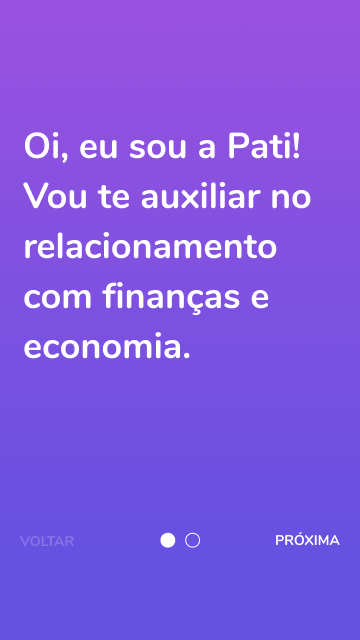 Oi, eu sou a Pati!
Vou te auxiliar no
relacionamento
com finanças e
economia.
VOLTAR
PRÓXIMA